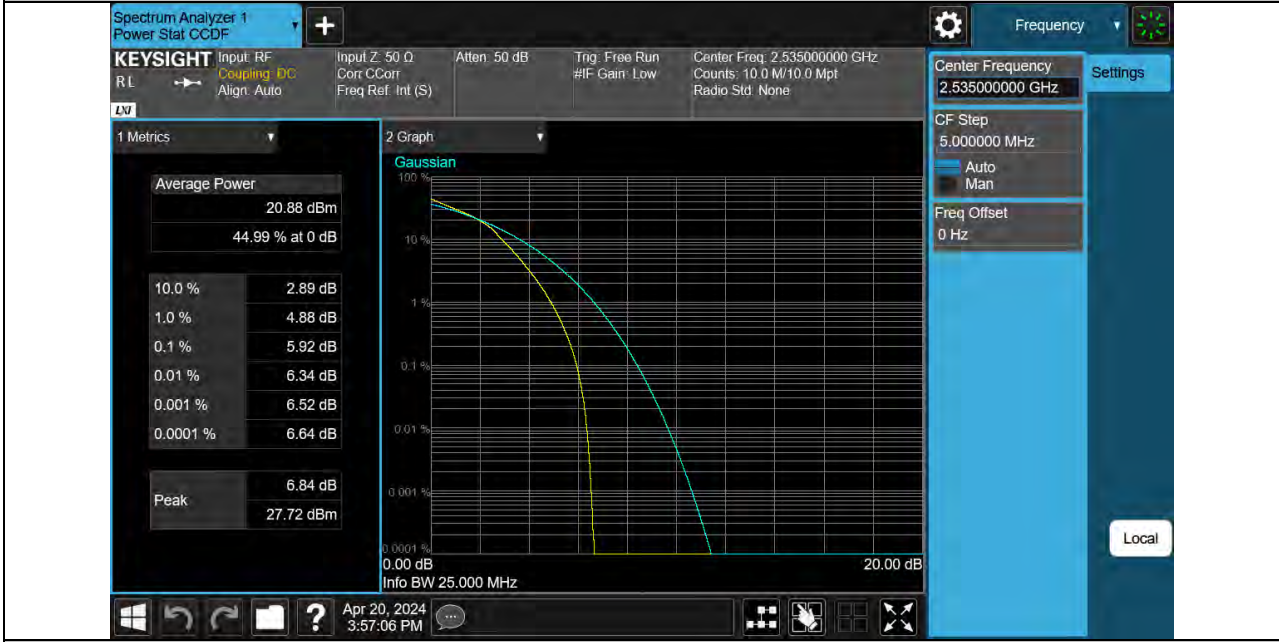 Spectrum Analyzer 1
Power Stat CCDF
+
Frequency
KEYSIGHT
RL
LXI
Input: RF
Coupling: DC
Align: Auto
Input Z: 50 Ω
Corr CCorr
Freq Ref: Int (S)
Atten: 50 dB
Trig: Free Run
#IF Gain: Low
Center Freq: 2.535000000 GHz
Counts: 10.0 M/10.0 Mpt
Radio Std: None
Center Frequency
2.535000000 GHz
Settings
CF Step
5.000000 MHz
Auto
Man
Freq Offset
0 Hz
1 Metrics
Average Power
20.88 dBm
44.99 % at 0 dB
10.0 % 2.89 dB
1.0 % 4.88 dB
0.1 % 5.92 dB
0.01 % 6.34 dB
0.001 % 6.52 dB
0.0001 % 6.64 dB
Peak
6.84 dB
27.72 dBm
2 Graph
Gaussian
100 %
10 %
1 %
0.1 %
0.01 %
0.001 %
0.0001 %
0.00 dB 20.00 dB
Info BW 25.000 MHz
Local
?
Apr 20, 2024
3:57:06 PM